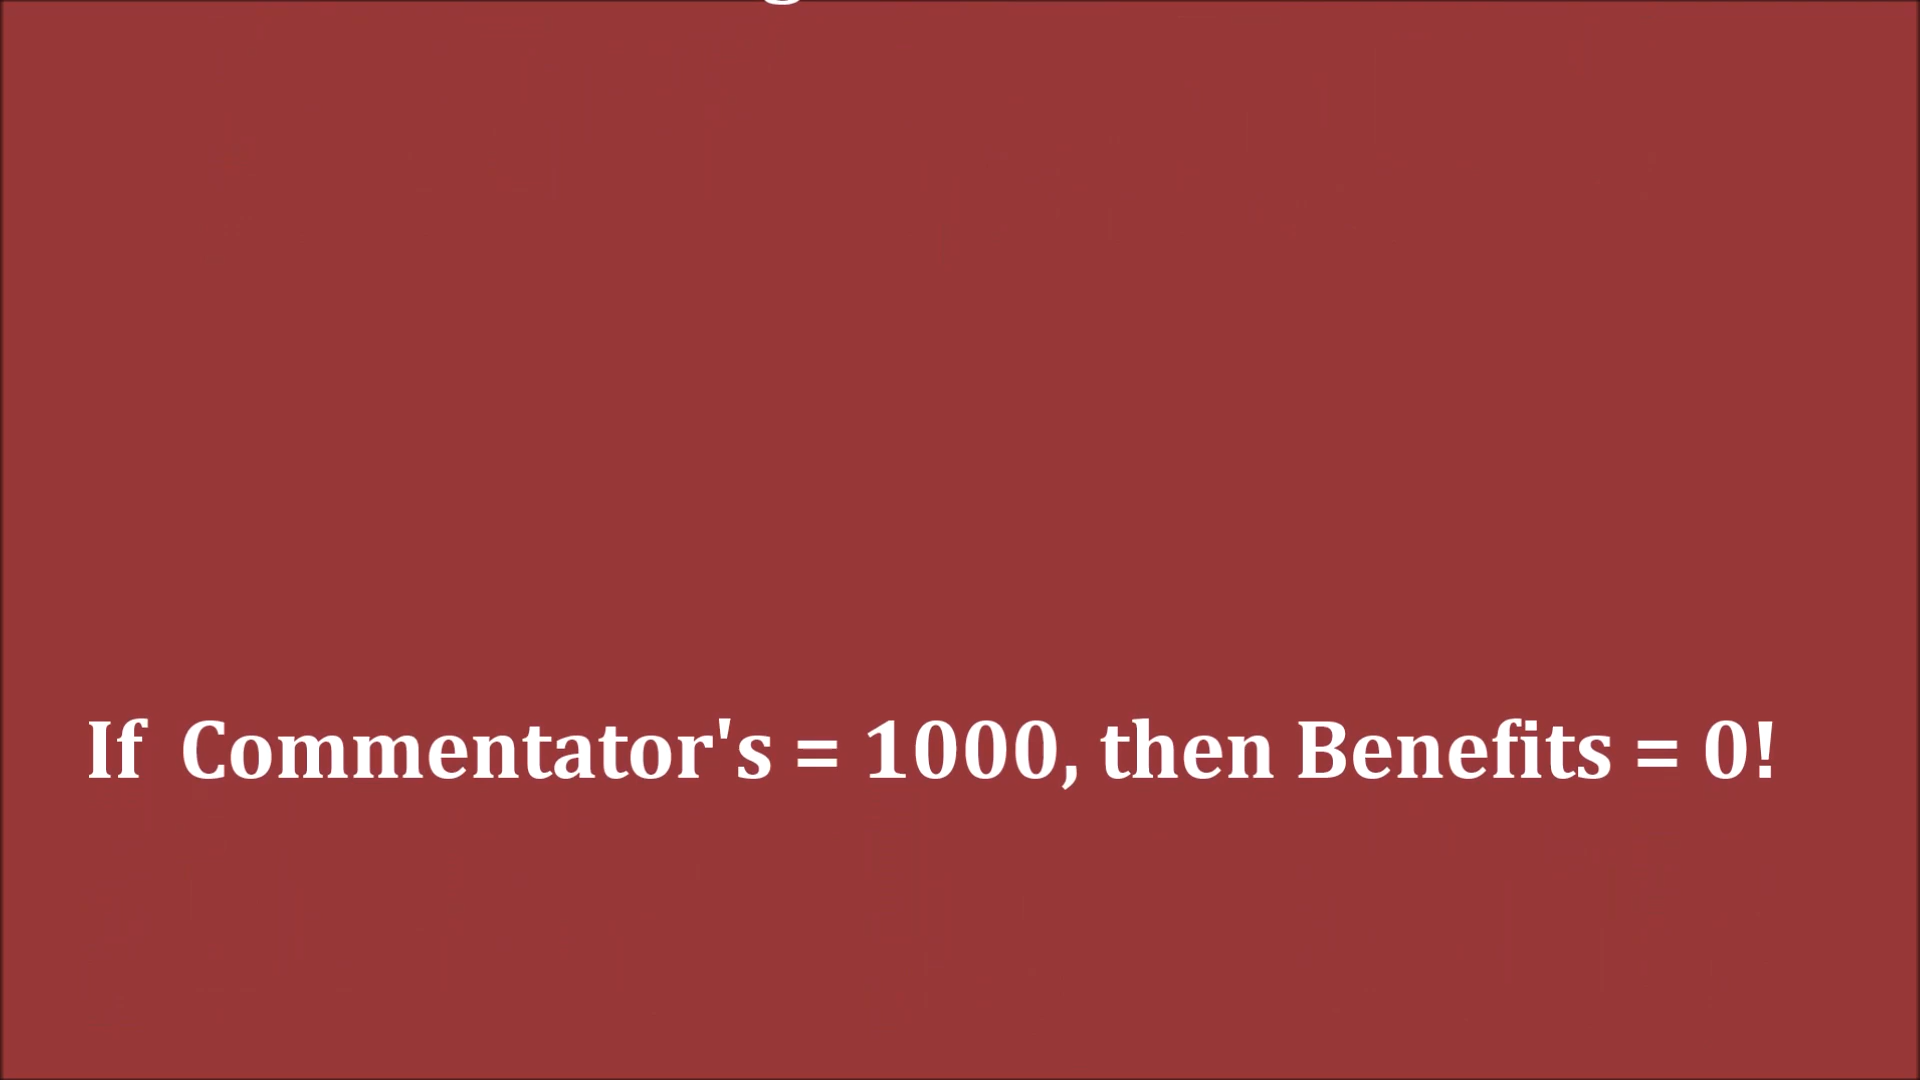 If  Commentator's = 1000, then Benefits = 0!